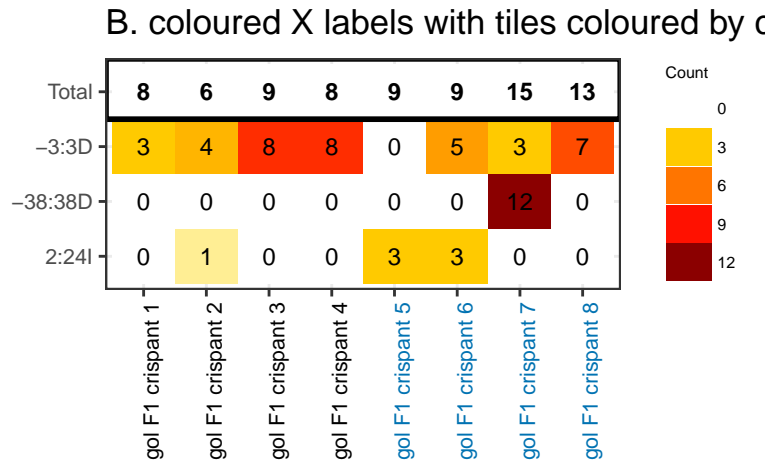 B. coloured X labels with tiles coloured by
Total 8 6 9 8 9 9 15 13
−3:3D 3 4 8 8 0 5 3 7
−38:38D 0 0 0 0 0 0 12 0
2:24I 0 1 0 0 3 3 0 0
gol F1 crispant 1
gol F1 crispant 2
gol F1 crispant 3
gol F1 crispant 4
gol F1 crispant 5
gol F1 crispant 6
gol F1 crispant 7
gol F1 crispant 8
Count
0
3
6
9
12